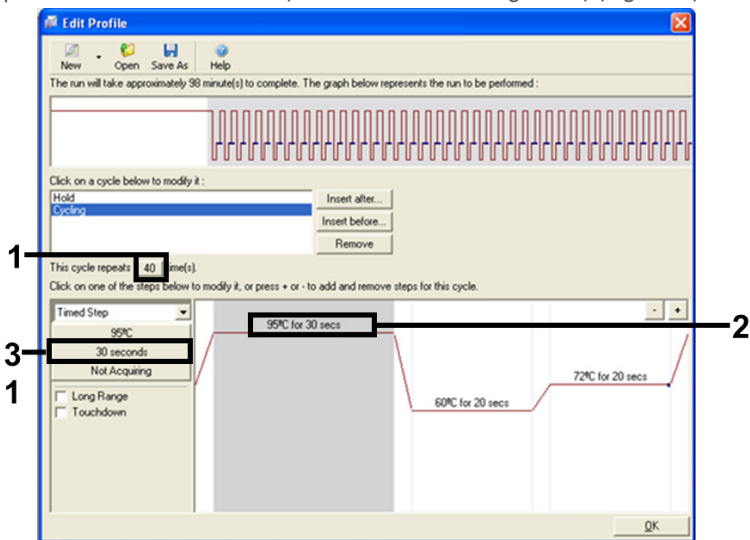 Edit Profile
New Open Save As Help
The run will take approximately 98 minute(s) to complete. The graph below represents the run to be performed :
Click on a cycle below to modify it :
Hold
Cycling
Insert after...
Insert before...
Remove
1
This cycle repeats 40 time(s).
Click on one of the steps below to modify it, or press + or - to add and remove steps for this cycle.
Timed Step
- +
95ºC for 30 secs
2
95ºC
3
30 seconds
Not Acquiring
72ºC for 20 secs
1
Long Range
60ºC for 20 secs
Touchdown
OK